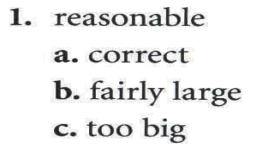 1. reasonable
a. correct
b. fairly large
c. too big